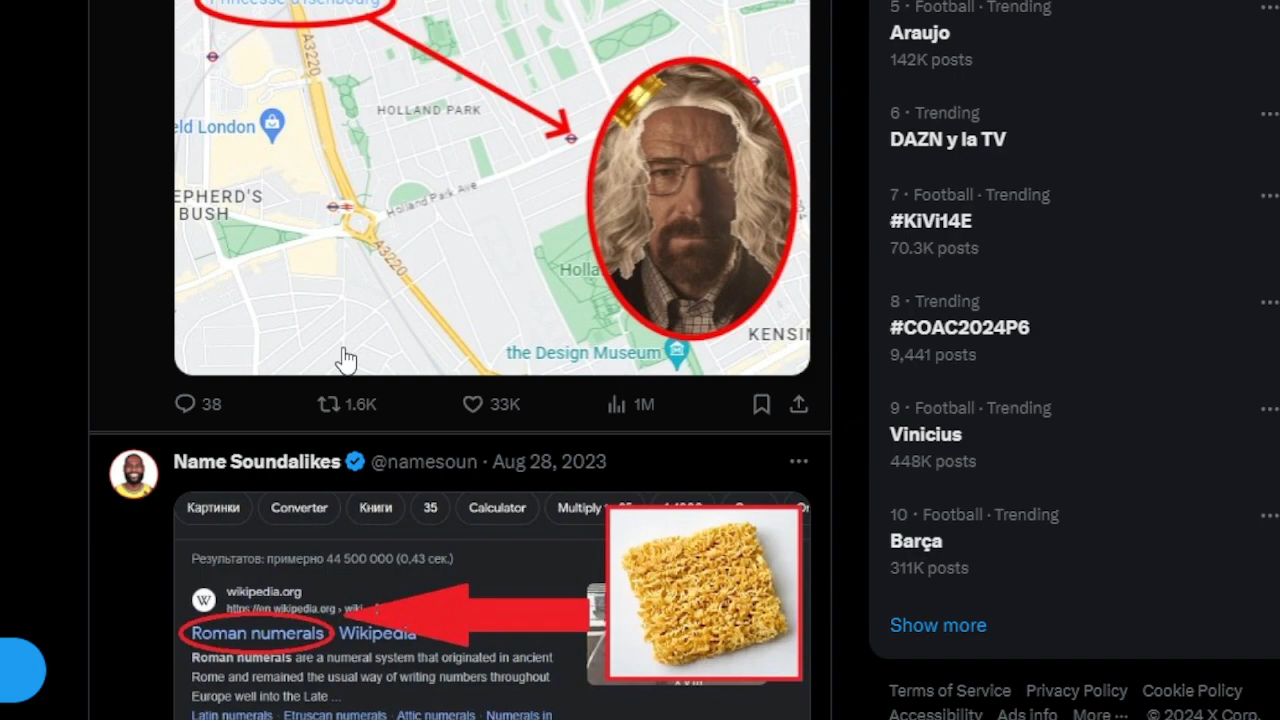 Princesse d'Isenbourg
A3220
HOLLAND PARK
eld London
EPHERD'S
BUSH
Holland Park Ave
A3220
Holla
KENSIN
the Design Museum
38
1.6K
33K
1M
Name Soundalikes @namesoun · Aug 28, 2023
Картинки
Converter
Книги
35
Calculator
Multiply
Результатов: примерно 44 500 000 (0,43 сек.)
wikipedia.org
https://en.wikipedia.org › wiki
Roman numerals Wikipedia
Roman numerals are a numeral system that originated in ancient
Rome and remained the usual way of writing numbers throughout
Europe well into the Late ...
Latin numerals · Etruscan numerals · Attic numerals · Numerals in
5 · Football · Trending
Araujo
142K posts
6 · Trending
DAZN y la TV
7 · Football · Trending
#KiVi14E
70.3K posts
8 · Trending
#COAC2024P6
9,441 posts
9 · Football · Trending
Vinicius
448K posts
10 · Football · Trending
Barça
311K posts
Show more
Terms of Service Privacy Policy Cookie Policy
Accessibility Ads info More ··· © 2024 X Corp.